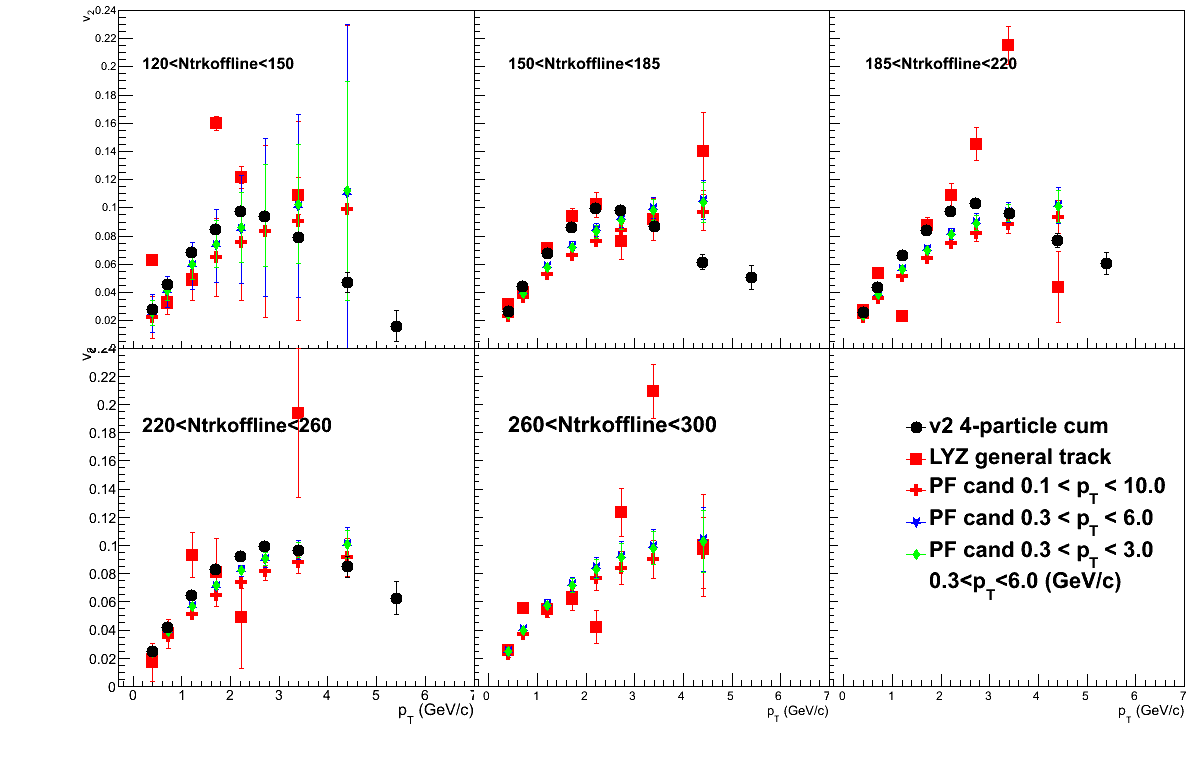 v2
0.24
0.22
0.2
0.18
0.16
0.14
0.12
0.1
0.08
0.06
0.04
0.02
120<Ntrkoffline<150
150<Ntrkoffline<185
185<Ntrkoffline<220
0.22
0.2
0.18
0.16
0.14
0.12
0.1
0.08
0.06
0.04
0.02
0
220<Ntrkoffline<260
260<Ntrkoffline<300
v2 4-particle cum
LYZ general track
PF cand 0.1 < pT < 10.0
PF cand 0.3 < pT < 6.0
PF cand 0.3 < pT < 3.0
0.3<pT<6.0 (GeV/c)
0 1 2 3 4 5 6
0 1 2 3 4 5 6 7
0 1 2 3 4 5 6 7
pT (GeV/c)
pT (GeV/c)
pT (GeV/c)